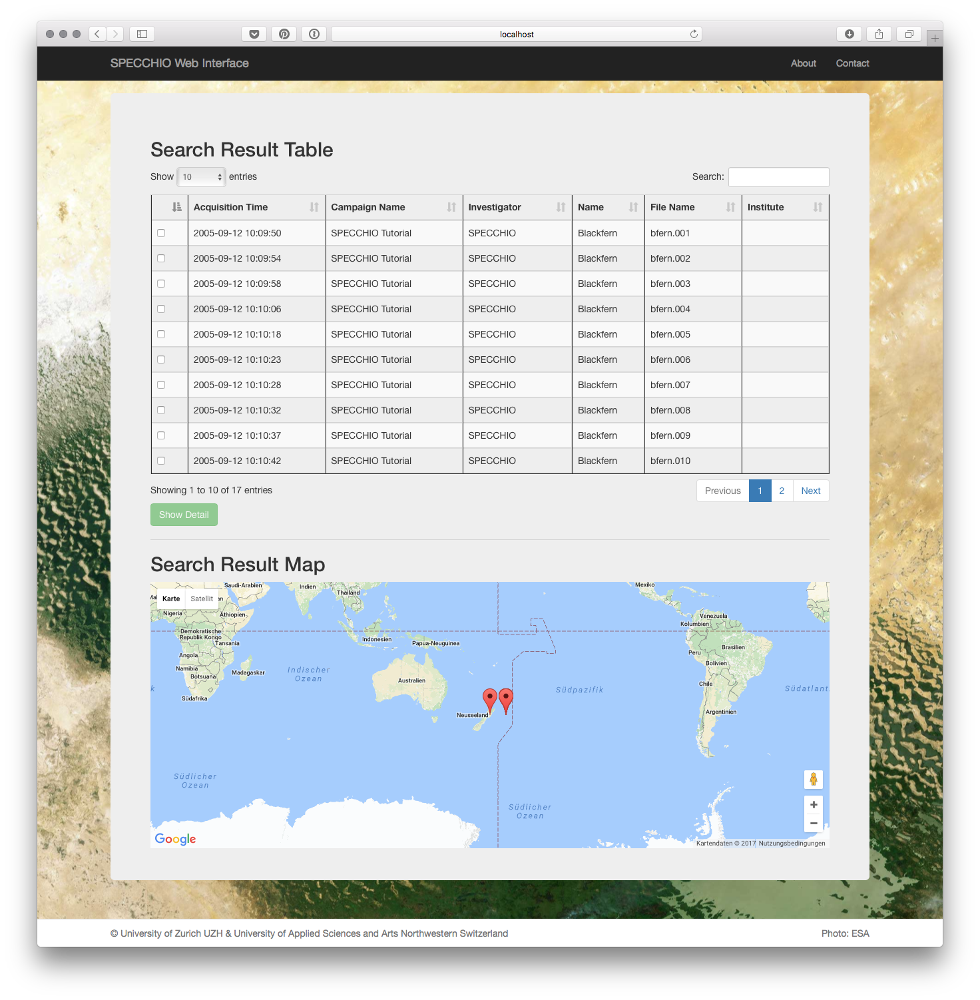 localhost
SPECCHIO Web Interface About Contact
Search Result Table
Show 10 entries Search:
Acquisition Time Campaign Name Investigator Name File Name Institute
2005-09-12 10:09:50 SPECCHIO Tutorial SPECCHIO Blackfern bfern.001
2005-09-12 10:09:54 SPECCHIO Tutorial SPECCHIO Blackfern bfern.002
2005-09-12 10:09:58 SPECCHIO Tutorial SPECCHIO Blackfern bfern.003
2005-09-12 10:10:06 SPECCHIO Tutorial SPECCHIO Blackfern bfern.004
2005-09-12 10:10:18 SPECCHIO Tutorial SPECCHIO Blackfern bfern.005
2005-09-12 10:10:23 SPECCHIO Tutorial SPECCHIO Blackfern bfern.006
2005-09-12 10:10:28 SPECCHIO Tutorial SPECCHIO Blackfern bfern.007
2005-09-12 10:10:32 SPECCHIO Tutorial SPECCHIO Blackfern bfern.008
2005-09-12 10:10:37 SPECCHIO Tutorial SPECCHIO Blackfern bfern.009
2005-09-12 10:10:42 SPECCHIO Tutorial SPECCHIO Blackfern bfern.010
Showing 1 to 10 of 17 entries Previous 1 2 Next
Show Detail
Search Result Map
Saudi-Arabien Indien Thailand Mexiko
Karte Satellit
Nigeria Äthiopien Venezuela
Kolumbien
Demokratische
Republik Kongo
Tansania Indonesien Papua-Neuguinea Brasilien
Angola Peru
Namibia Bolivien
Botsuana Madagaskar Indischer
Ozean
Australien Chile
Südpazifik Südatlant
Südafrika
Neuseeland Argentinien
Südlicher
Ozean
Südlicher
Ozean
Google Kartendaten © 2017 Nutzungsbedingungen
© University of Zurich UZH & University of Applied Sciences and Arts Northwestern Switzerland Photo: ESA